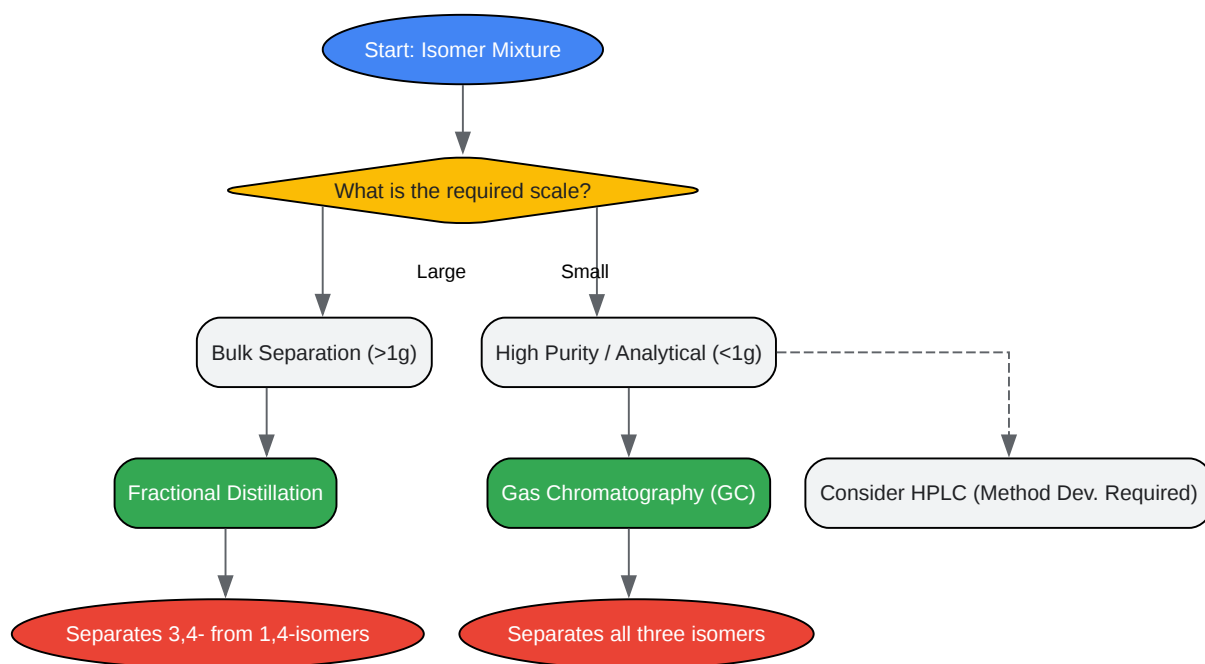 Start: Isomer Mixture
What is the required scale?
Large
Small
Bulk Separation (>1g)
High Purity / Analytical (<1g)
Fractional Distillation
Gas Chromatography (GC)
Consider HPLC (Method Dev. Required)
Separates 3,4- from 1,4-isomers
Separates all three isomers